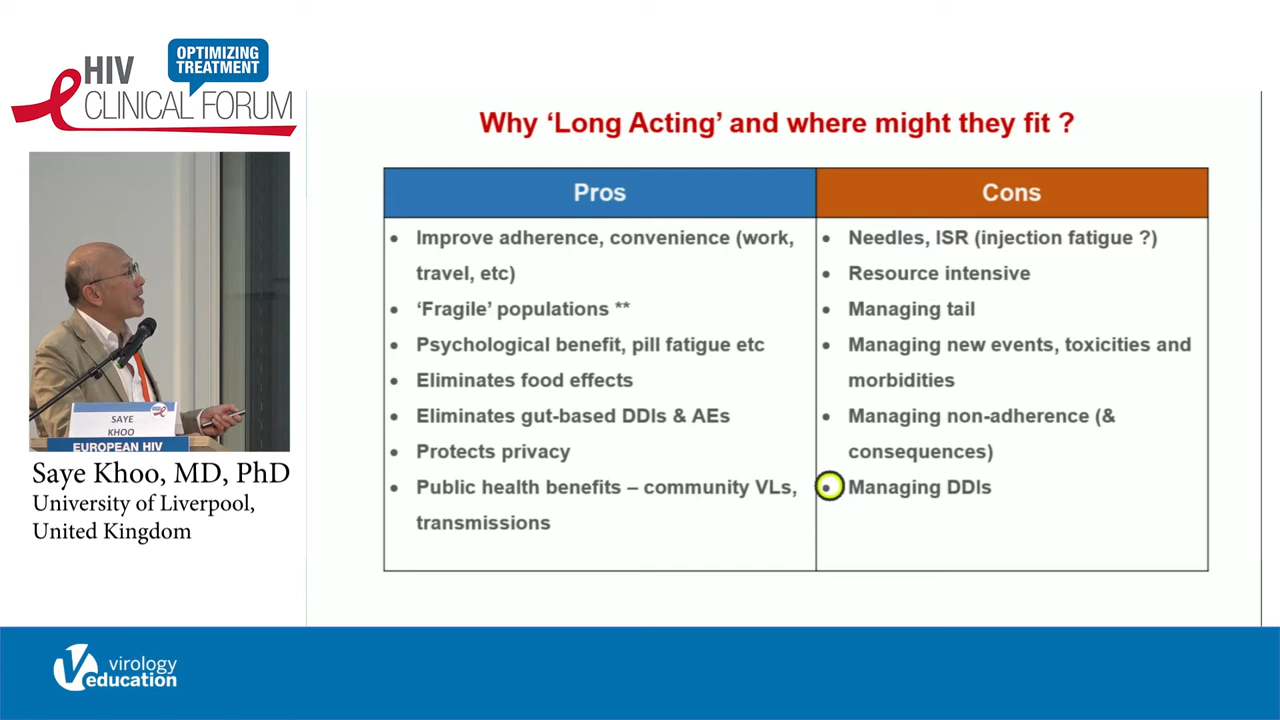 OPTIMIZING
TREATMENT
HIV
CLINICAL FORUM
SAYE
KHOO
EUROPEAN HIV
Saye Khoo, MD, PhD
University of Liverpool,
United Kingdom
Why ‘Long Acting’ and where might they fit ?
Pros
• Improve adherence, convenience (work,
travel, etc)
• ‘Fragile’ populations **
• Psychological benefit, pill fatigue etc
• Eliminates food effects
• Eliminates gut-based DDIs & AEs
• Protects privacy
• Public health benefits – community VLs,
transmissions
Cons
• Needles, ISR (injection fatigue ?)
• Resource intensive
• Managing tail
• Managing new events, toxicities and
morbidities
• Managing non-adherence (&
consequences)
• Managing DDIs
virology
education